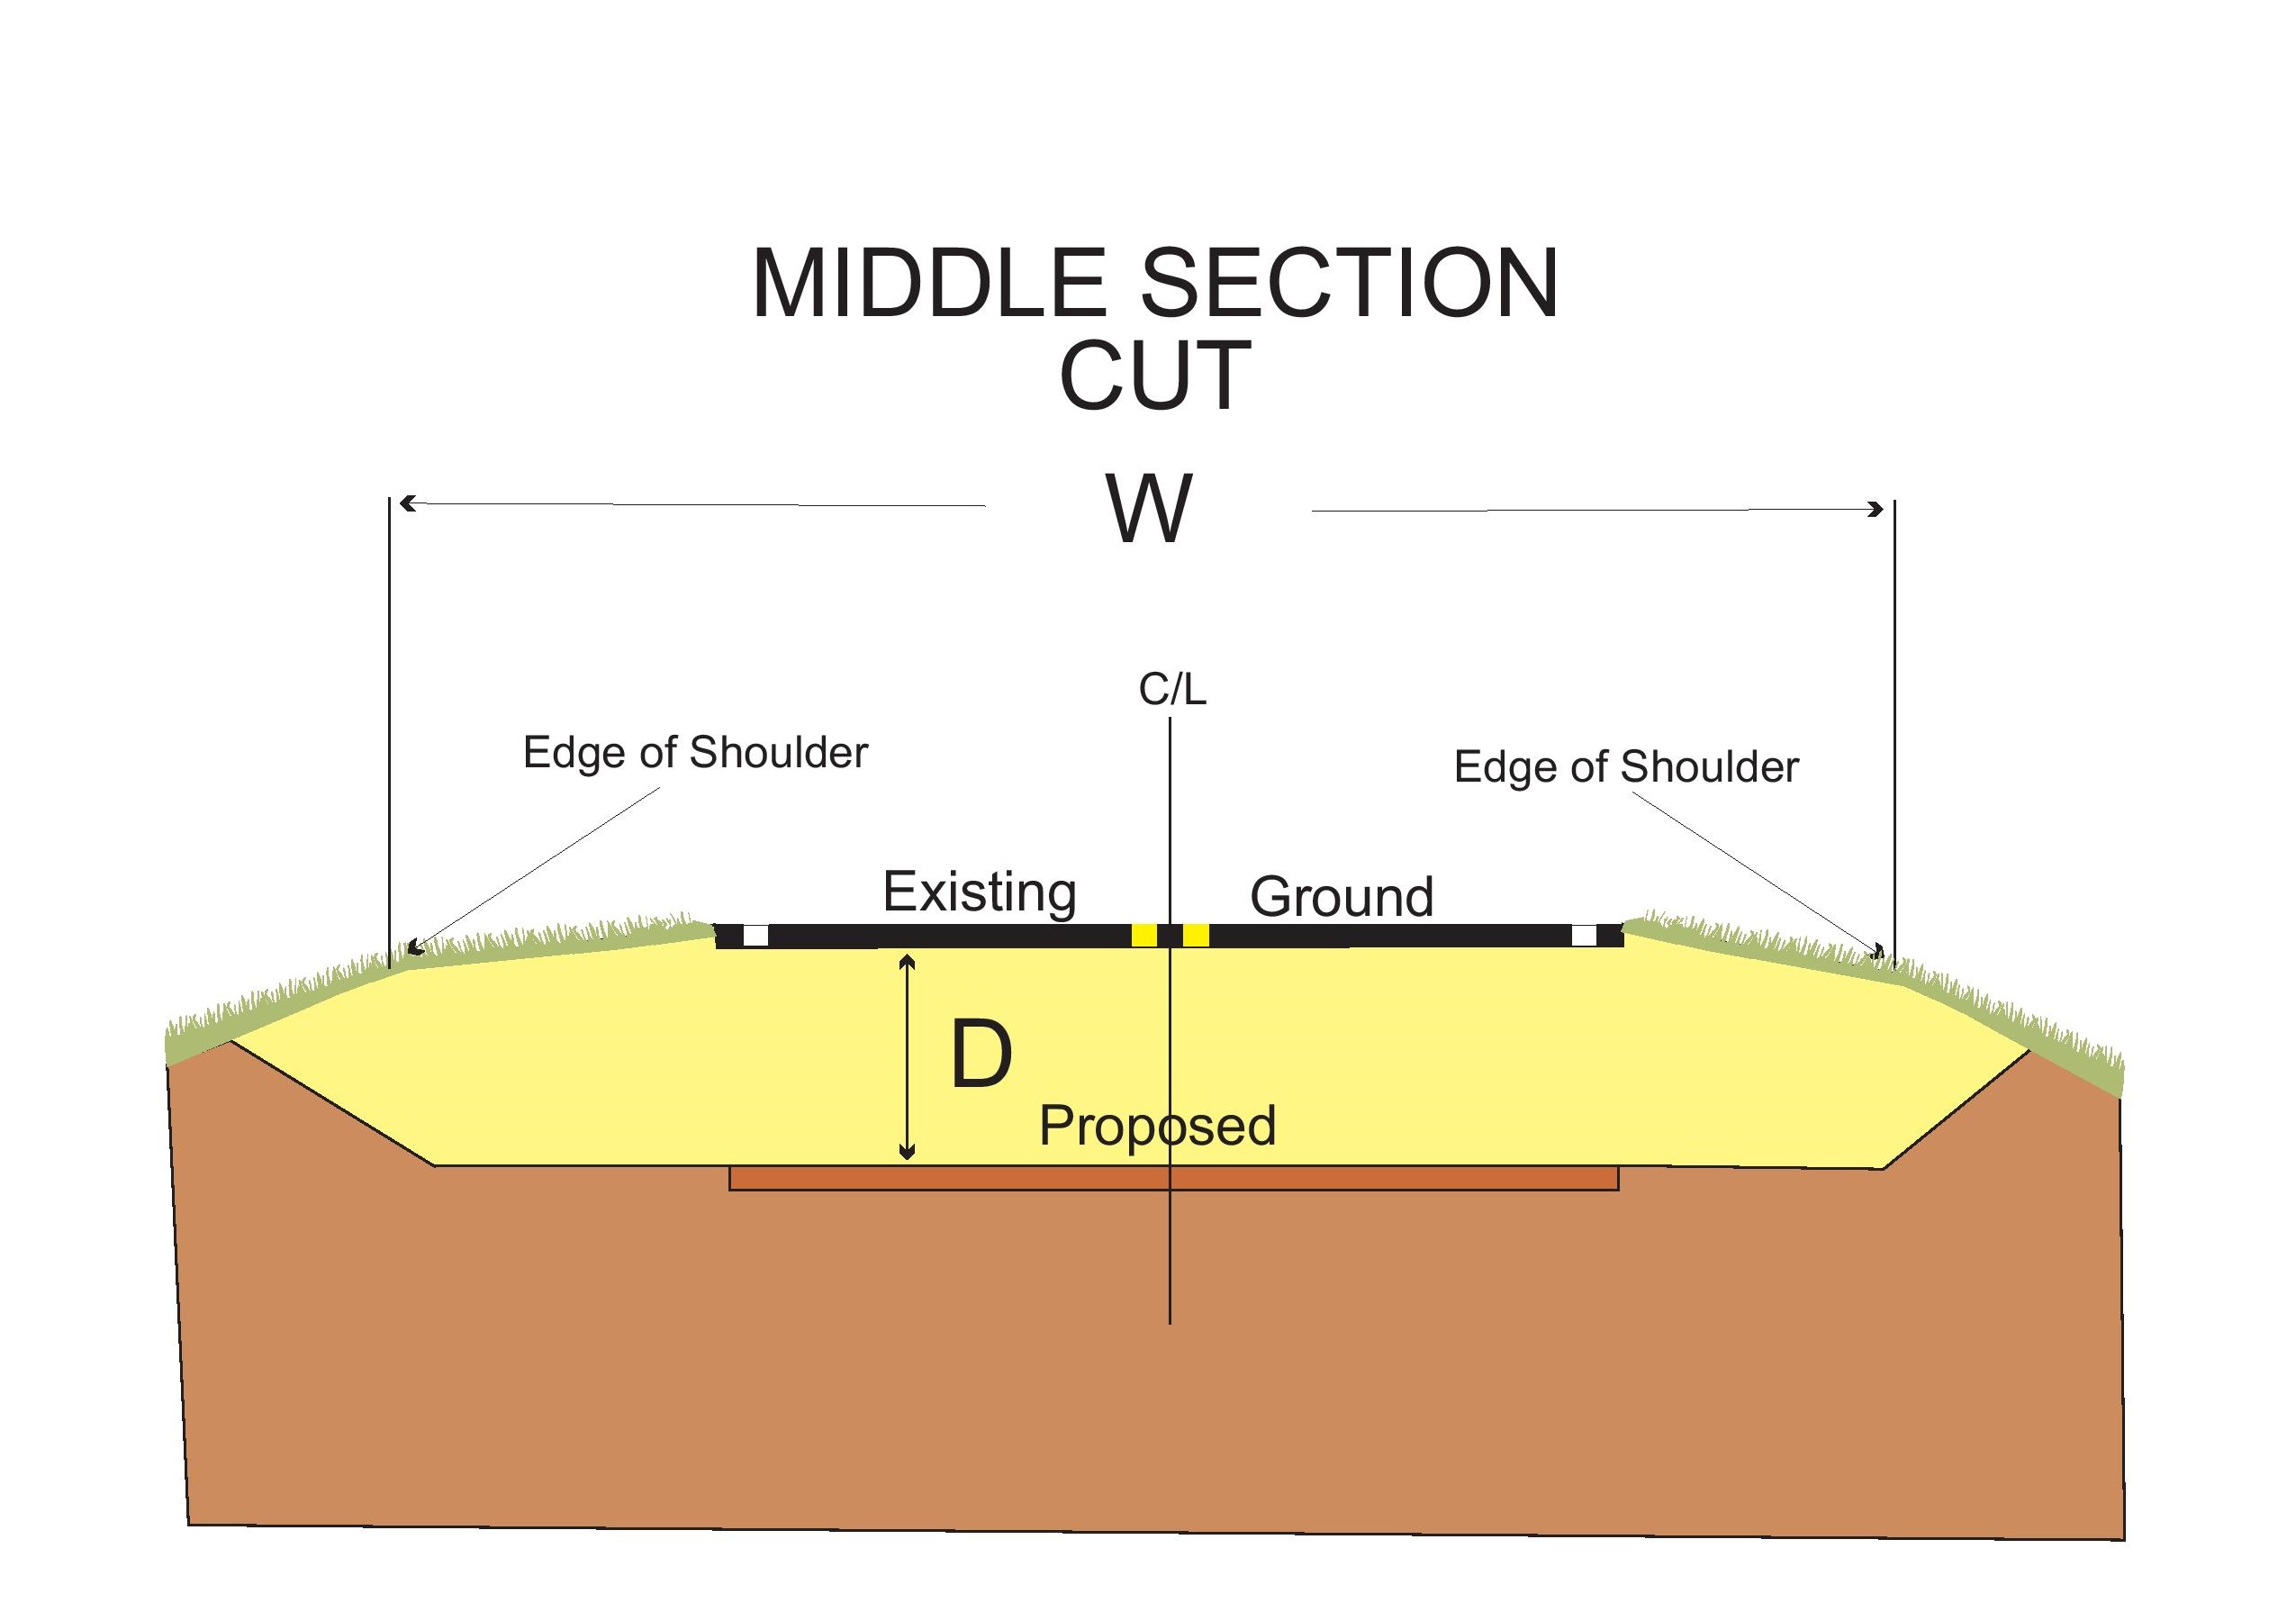 MIDDLE SECTION
CUT
W
C/L
Edge of Shoulder
Edge of Shoulder
Existing
Ground
D
Proposed